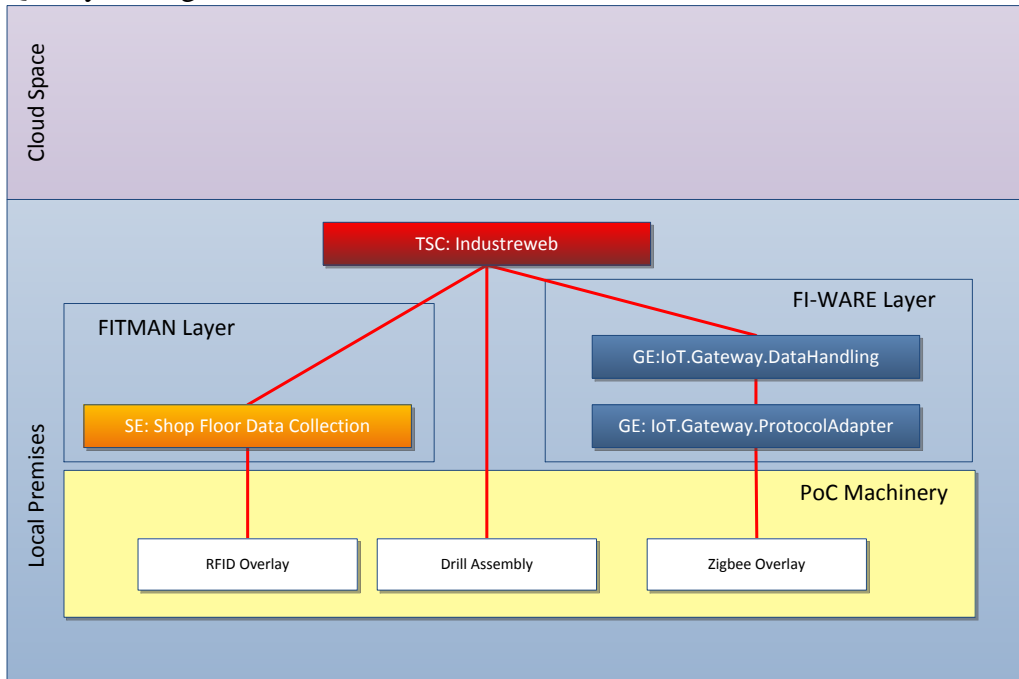 Cloud Space
TSC: Industreweb
FI-WARE Layer
FITMAN Layer
GE:IoT.Gateway.DataHandling
SE: Shop Floor Data Collection
GE: IoT.Gateway.ProtocolAdapter
Local Premises
PoC Machinery
RFID Overlay
Drill Assembly
Zigbee Overlay